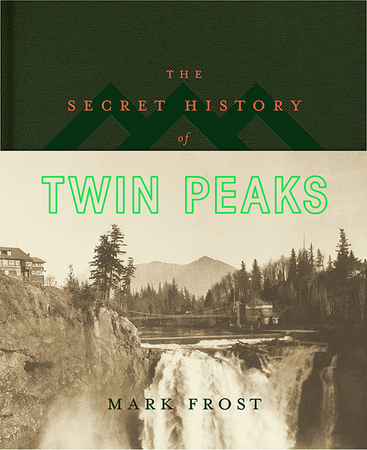 THE
SECRET HISTORY
of
TWIN PEAKS
MARK FROST